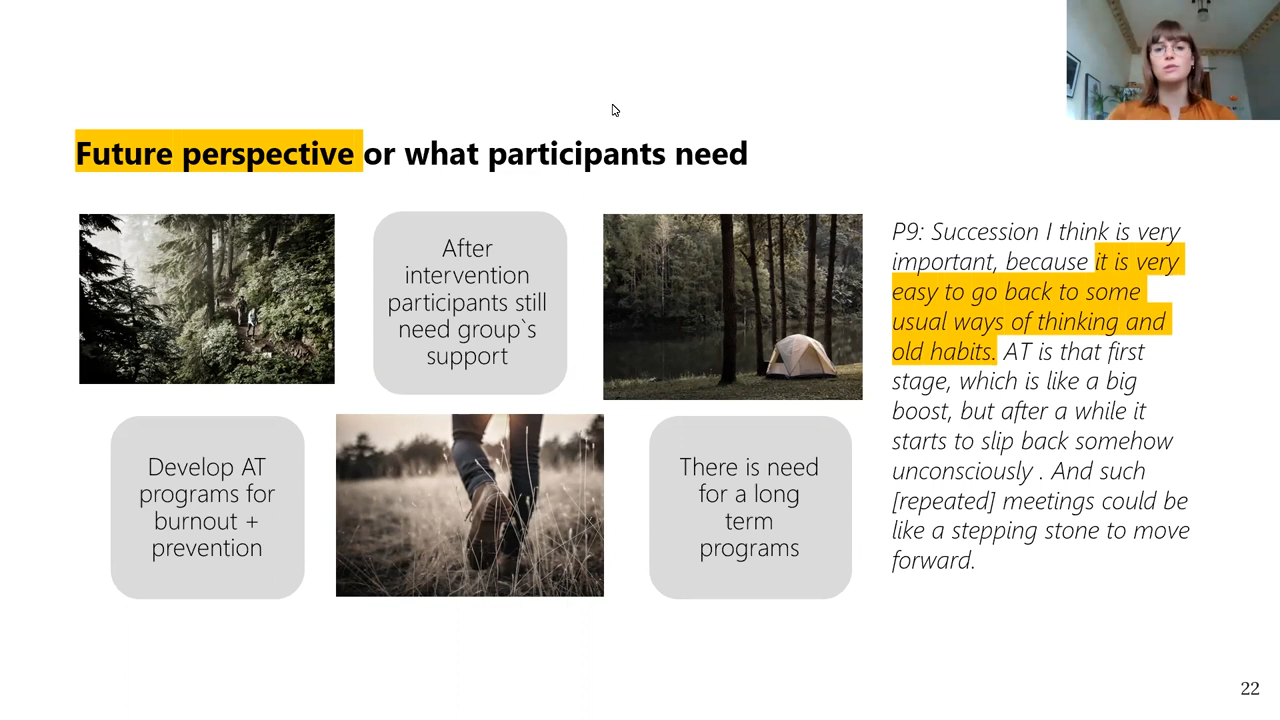 Future perspective or what participants need
After
intervention
participants still
need group`s
support
Develop AT
programs for
burnout +
prevention
There is need
for a long
term
programs
P9: Succession I think is very
important, because it is very
easy to go back to some
usual ways of thinking and
old habits. AT is that first
stage, which is like a big
boost, but after a while it
starts to slip back somehow
unconsciously . And such
[repeated] meetings could be
like a stepping stone to move
forward.
22